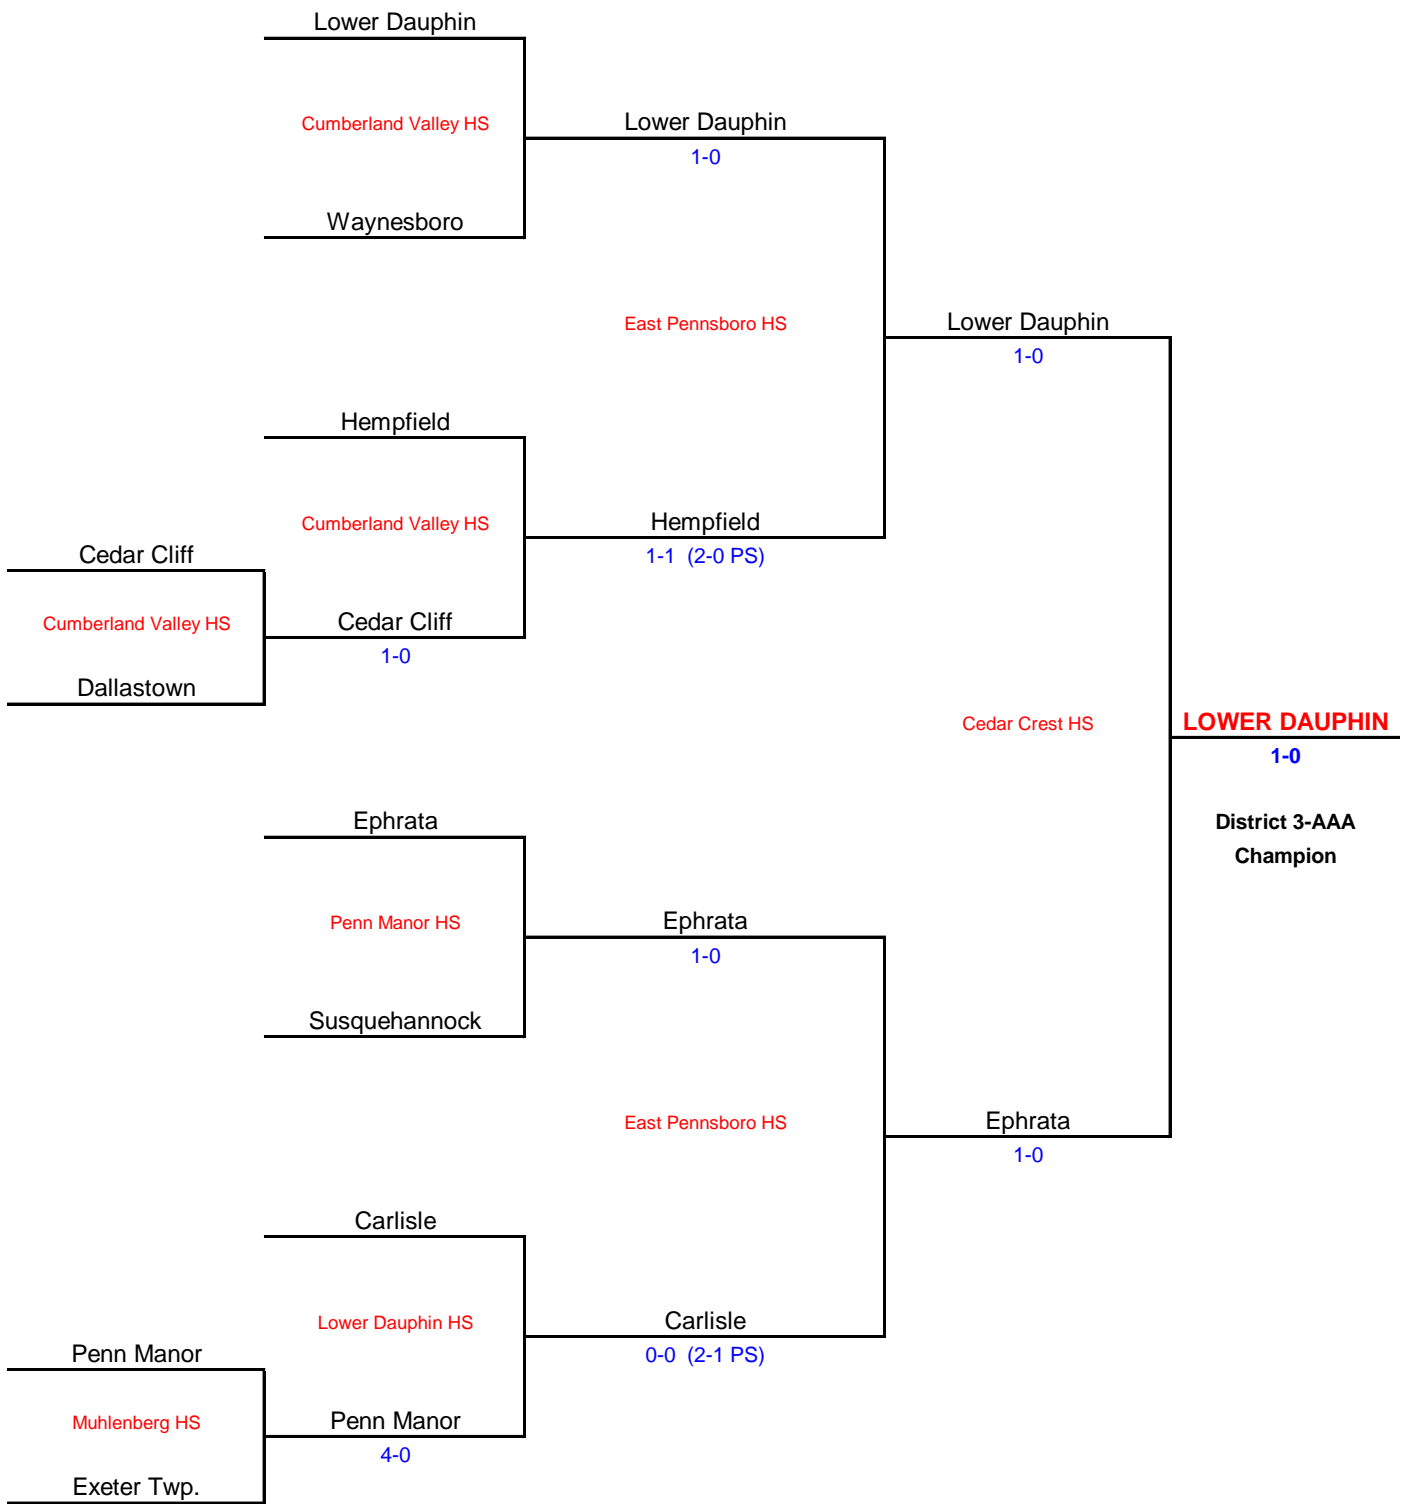 Lower Dauphin
Cumberland Valley HS
Lower Dauphin
1-0
Waynesboro
East Pennsboro HS
Lower Dauphin
1-0
Hempfield
Cumberland Valley HS
Hempfield
1-1 (2-0 PS)
Cedar Cliff
Cumberland Valley HS
Cedar Cliff
1-0
Dallastown
Cedar Crest HS
LOWER DAUPHIN
1-0
District 3-AAA
Champion
Ephrata
Penn Manor HS
Ephrata
1-0
Susquehannock
East Pennsboro HS
Ephrata
1-0
Carlisle
Lower Dauphin HS
Carlisle
0-0 (2-1 PS)
Penn Manor
Muhlenberg HS
Penn Manor
4-0
Exeter Twp.